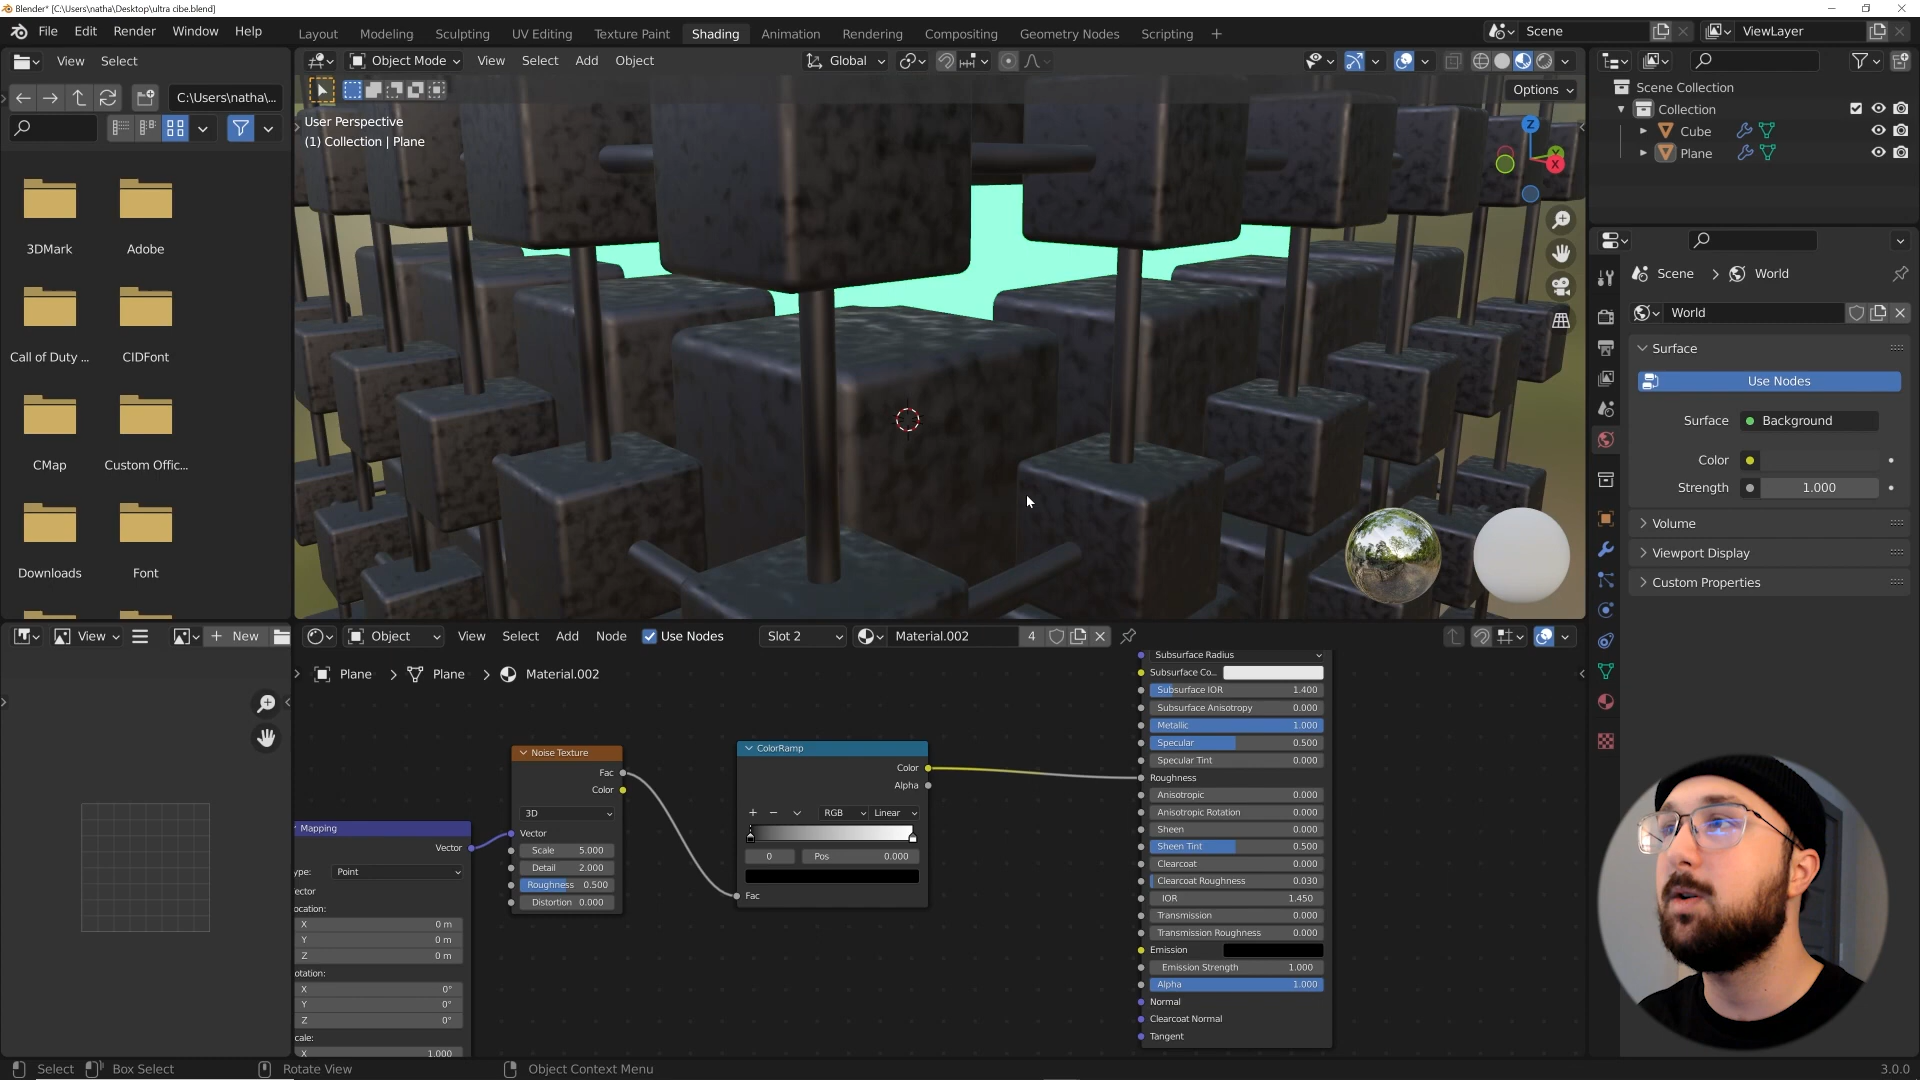 Blender* [C:\Users\natha\Desktop\ultra cibe.blend]
File Edit Render Window Help
Layout Modeling Sculpting UV Editing Texture Paint Shading Animation Rendering Compositing Geometry Nodes Scripting +
Scene
ViewLayer
View Select
Object Mode View Select Add Object
Global
C:\Users\natha\...
Options
User Perspective
(1) Collection | Plane
3DMark
Adobe
Call of Duty ...
CIDFont
CMap
Custom Offic...
Downloads
Font
Z
Y
X
Scene Collection
Collection
Cube
Plane
Scene > World
World
Surface
Use Nodes
Surface Background
Color
Strength 1.000
Volume
Viewport Display
Custom Properties
View
+ New
Object View Select Add Node Use Nodes Slot 2 Material.002 4
Plane > Plane > Material.002
Mapping
Vector
ype: Point
ector
ocation:
X 0 m
Y 0 m
Z 0 m
otation:
X 0°
Y 0°
Z 0°
cale:
X 1.000
Noise Texture
Fac
Color
3D
Vector
Scale 5.000
Detail 2.000
Roughness 0.500
Distortion 0.000
ColorRamp
Color
Alpha
+ − RGB Linear
0 Pos 0.000
Fac
Subsurface Radius
Subsurface Co...
Subsurface IOR 1.400
Subsurface Anisotropy 0.000
Metallic 1.000
Specular 0.500
Specular Tint 0.000
Roughness
Anisotropic 0.000
Anisotropic Rotation 0.000
Sheen 0.000
Sheen Tint 0.500
Clearcoat 0.000
Clearcoat Roughness 0.030
IOR 1.450
Transmission 0.000
Transmission Roughness 0.000
Emission
Emission Strength 1.000
Alpha 1.000
Normal
Clearcoat Normal
Tangent
Select Box Select Rotate View Object Context Menu
3.0.0